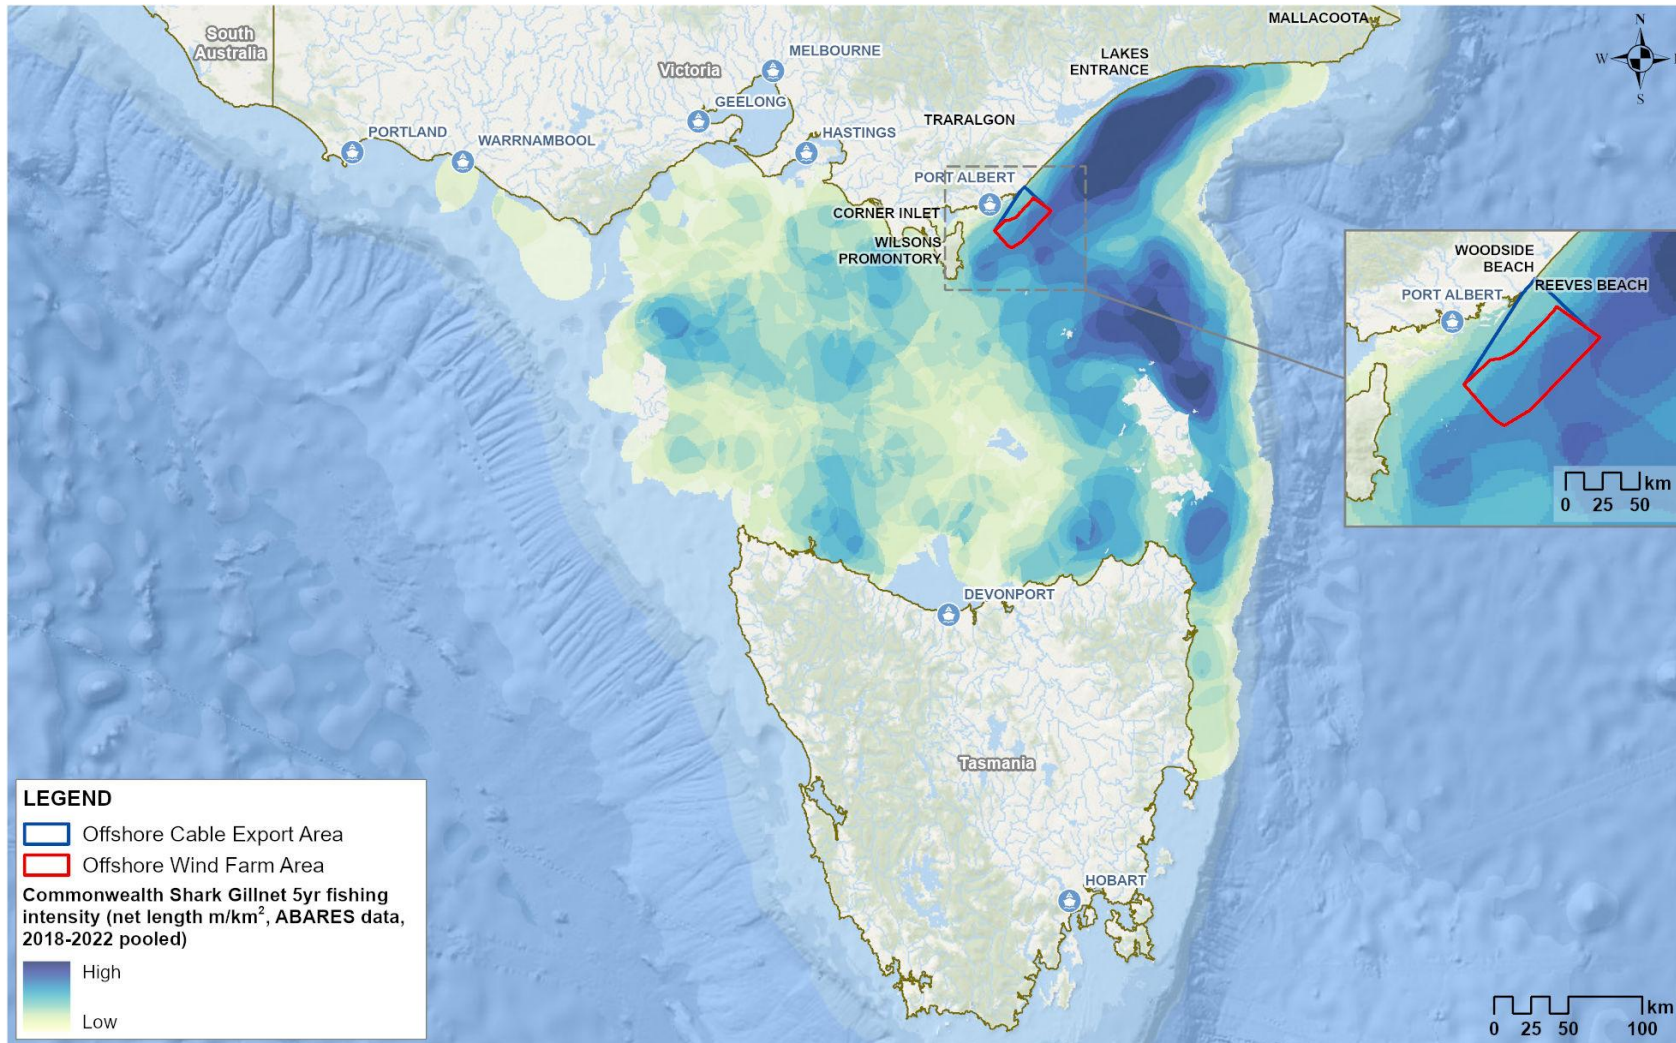 MALLACOOTA
N
W
S
South
Australia
MELBOURNE
LAKES
ENTRANCE
Victoria
GEELONG
TRARALGON
PORTLAND
WARRNAMBOOL
HASTINGS
PORT ALBERT
CORNER INLET
WILSONS
PROMONTORY
WOODSIDE
BEACH
REEVES BEACH
PORT ALBERT
km
0 25 50
DEVONPORT
Tasmania
HOBART
LEGEND
Offshore Cable Export Area
Offshore Wind Farm Area
Commonwealth Shark Gillnet 5yr fishing
intensity (net length m/km², ABARES data,
2018-2022 pooled)
High
Low
km
0 25 50 100